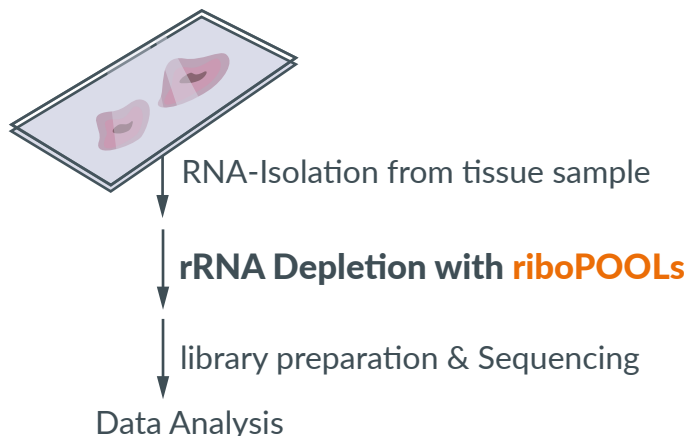 RNA-Isolation from tissue sample
rRNA Depletion with riboPOOLs
library preparation & Sequencing
Data Analysis